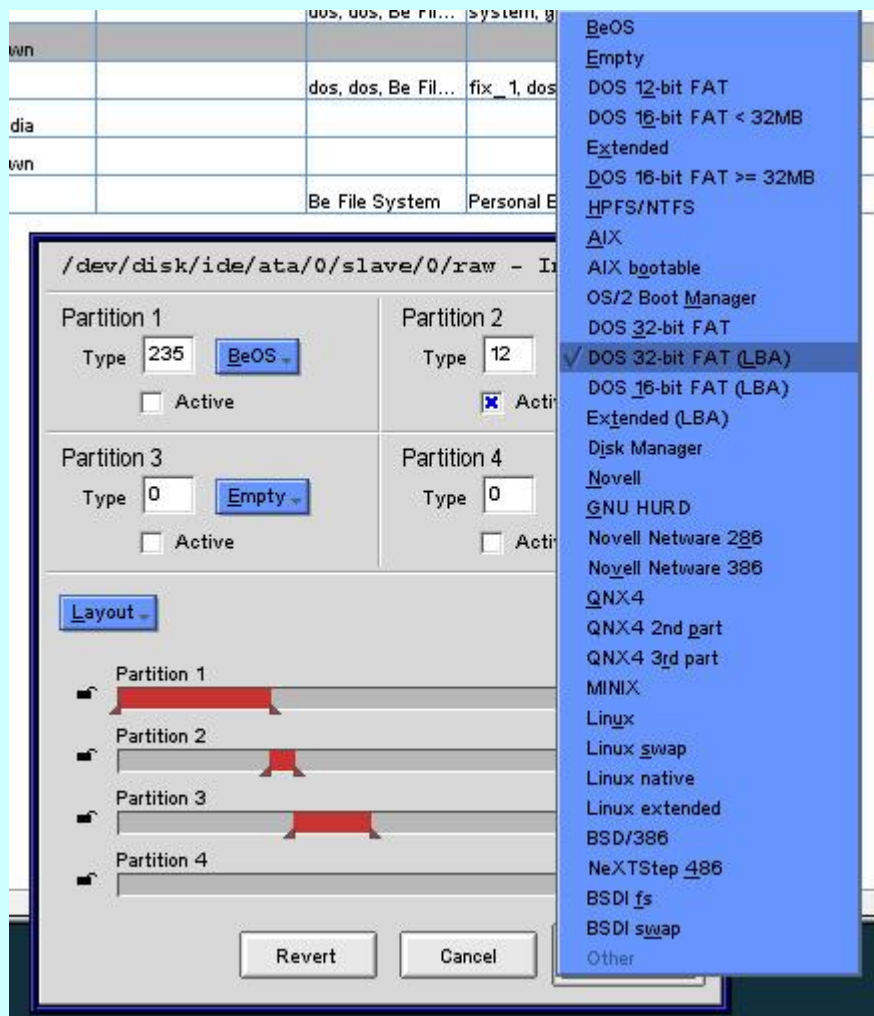 dos, dos, Be Fil... system, g
wn
dos, dos, Be Fil... fix_1, dos
dia
wn
Be File System Personal E
/dev/disk/ide/ata/0/slave/0/raw - I
Partition 1 Partition 2
Type 235 BeOS Type 12
Active Acti
Partition 3 Partition 4
Type 0 Empty Type 0
Active Acti
Layout
Partition 1
Partition 2
Partition 3
Partition 4
Revert Cancel
BeOS
Empty
DOS 12-bit FAT
DOS 16-bit FAT < 32MB
Extended
DOS 16-bit FAT >= 32MB
HPFS/NTFS
AIX
AIX bootable
OS/2 Boot Manager
DOS 32-bit FAT
DOS 32-bit FAT (LBA)
DOS 16-bit FAT (LBA)
Extended (LBA)
Disk Manager
Novell
GNU HURD
Novell Netware 286
Novell Netware 386
QNX4
QNX4 2nd part
QNX4 3rd part
MINIX
Linux
Linux swap
Linux native
Linux extended
BSD/386
NeXTStep 486
BSDI fs
BSDI swap
Other